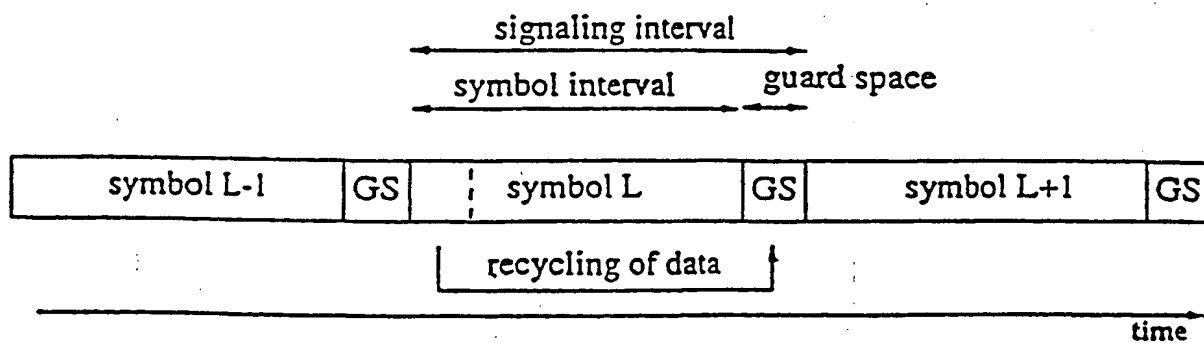 signaling interval
symbol interval
guard space
symbol L-1
GS
symbol L
GS
symbol L+1
GS
recycling of data
time